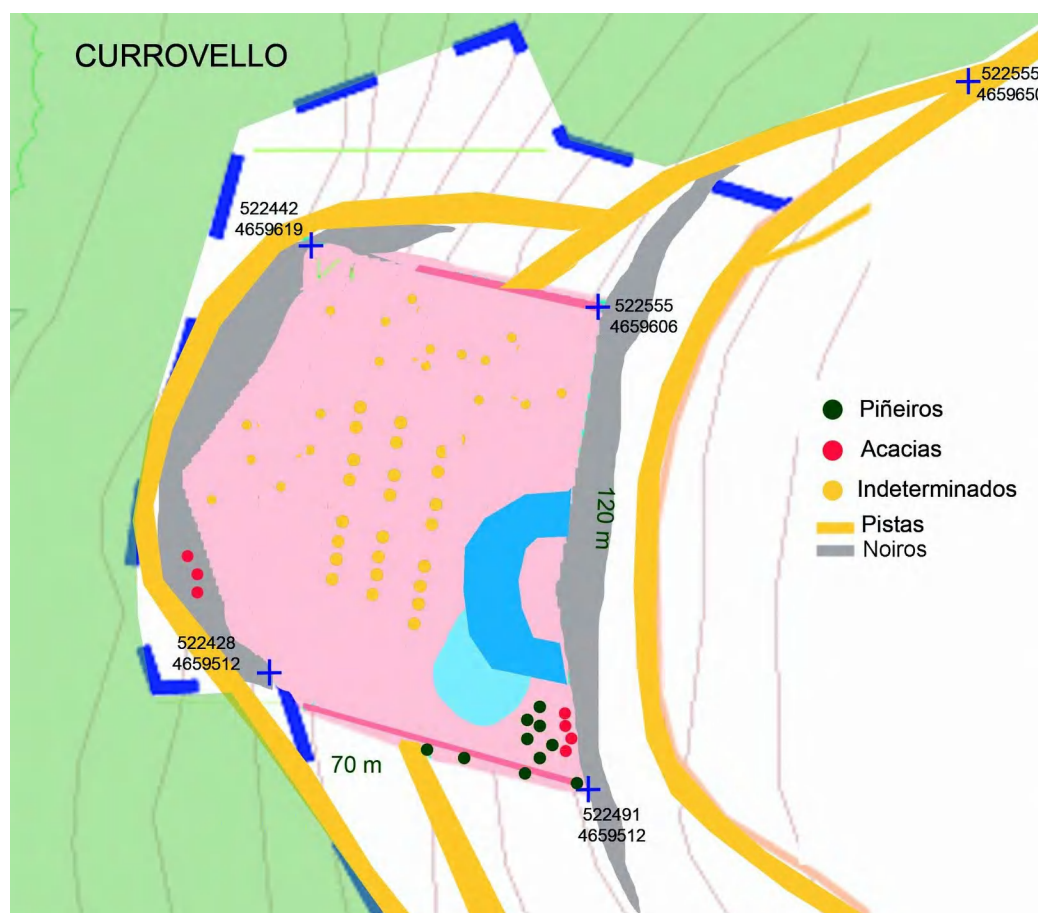 CURROVELLO
522555
4659650
522442
4659619
522555
4659606
Piñeiros
Acacias
Indeterminados
Pistas
Noiros
120 m
522428
4659512
70 m
522491
4659512